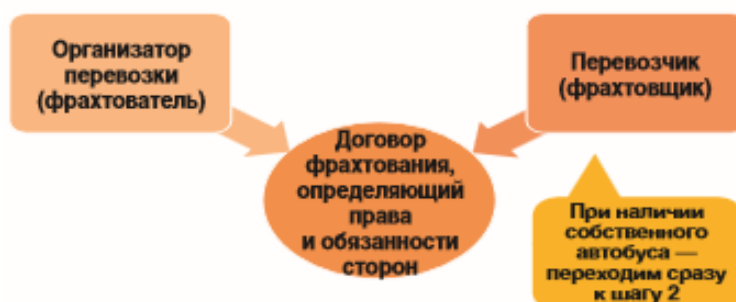 Организатор
перевозки
(фрахтователь)
Перевозчик
(фрахтовщик)
Договор
фрахтования,
определяющий
права
и обязанности
сторон
При наличии
собственного
автобуса —
переходим сразу
к шагу 2